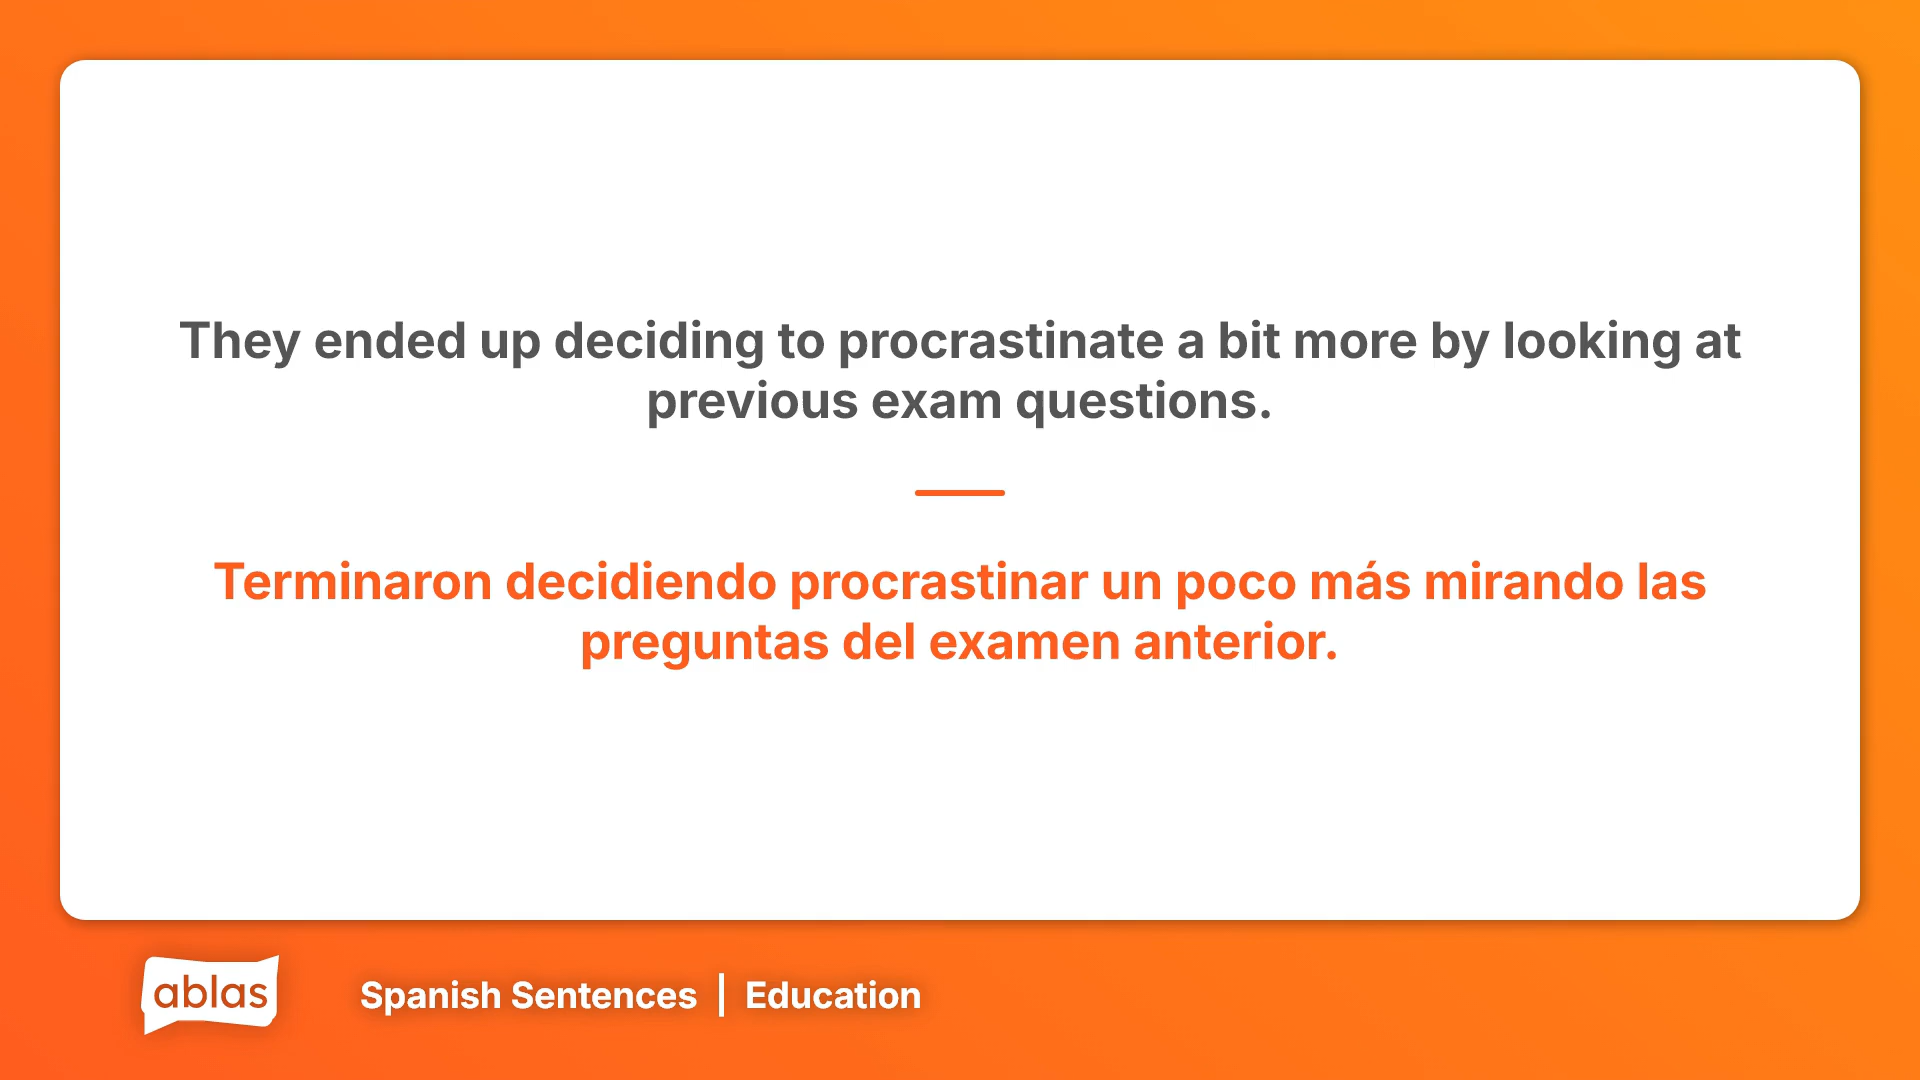 They ended up deciding to procrastinate a bit more by looking at
previous exam questions.
Terminaron decidiendo procrastinar un poco más mirando las
preguntas del examen anterior.
ablas
Spanish Sentences | Education